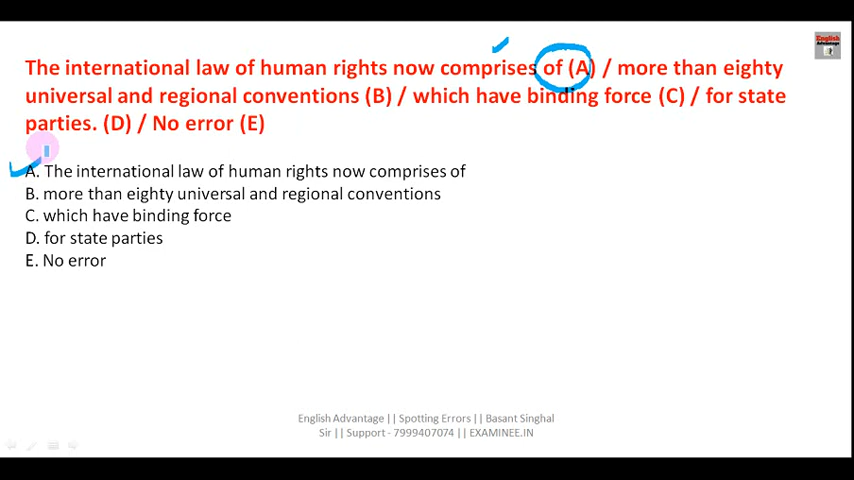 English
Advantage
The international law of human rights now comprises of (A) / more than eighty
universal and regional conventions (B) / which have binding force (C) / for state
parties. (D) / No error (E)
A. The international law of human rights now comprises of
B. more than eighty universal and regional conventions
C. which have binding force
D. for state parties
E. No error
English Advantage || Spotting Errors || Basant Singhal
Sir || Support - 7999407074 || EXAMINEE.IN